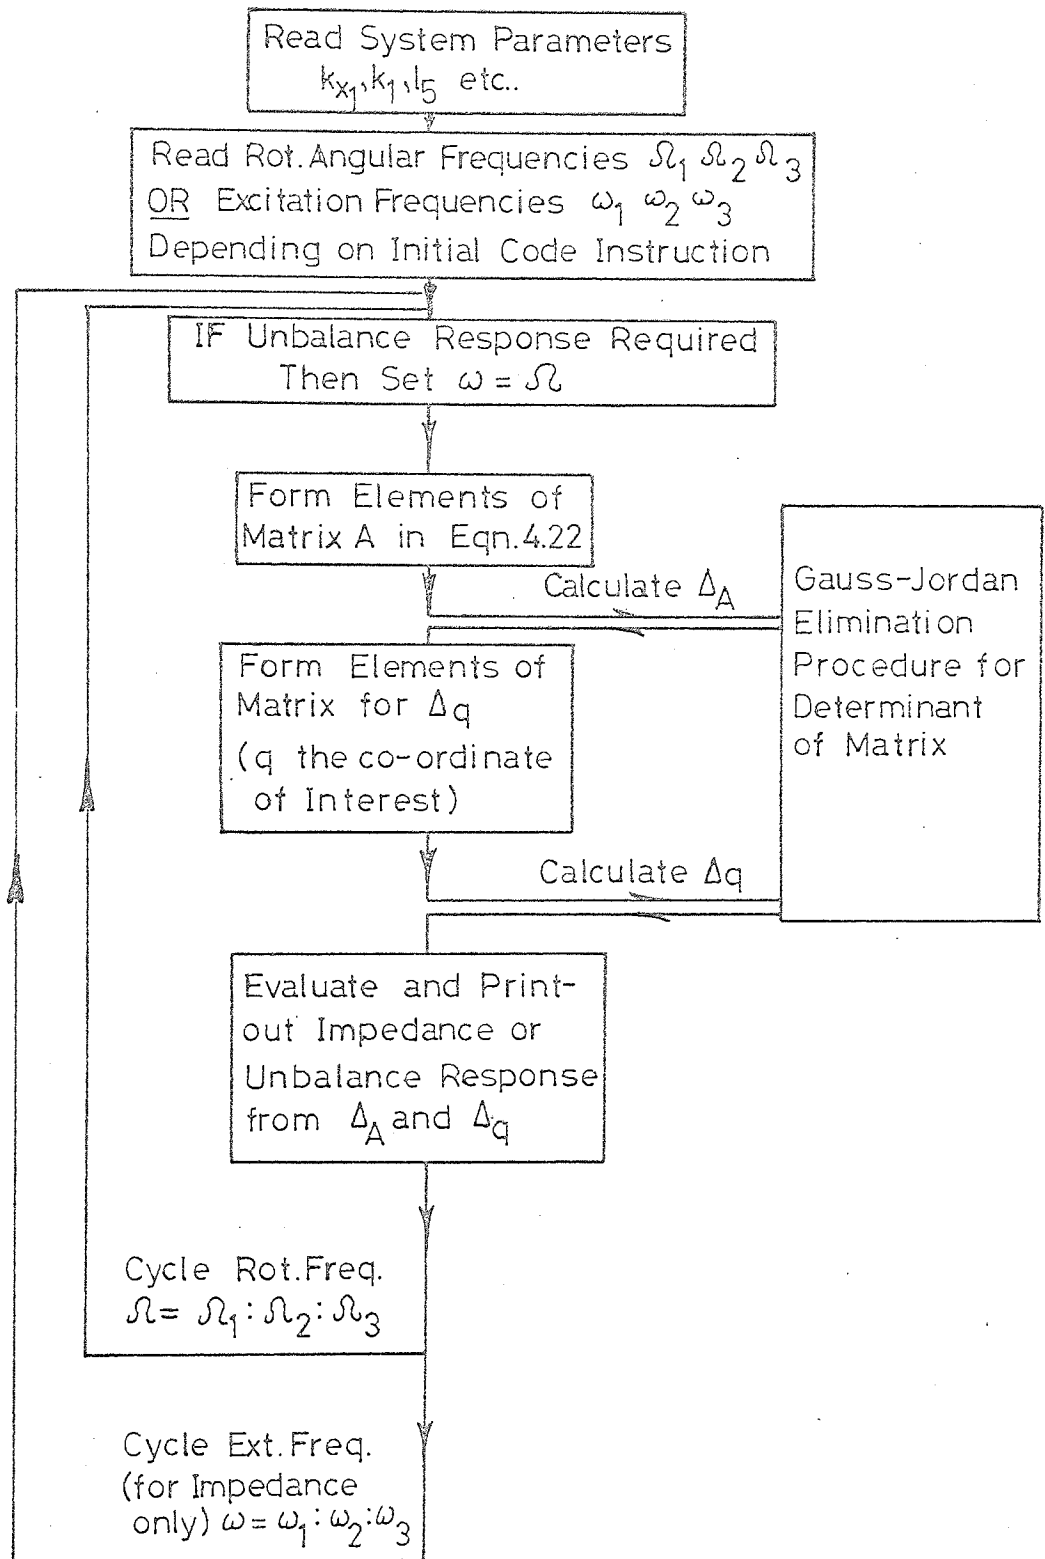 Read System Parameters
kx1,k1,l5 etc..
Read Rot.Angular Frequencies Ω1 Ω2 Ω3
OR Excitation Frequencies ω1 ω2 ω3
Depending on Initial Code Instruction
IF Unbalance Response Required
Then Set ω = Ω
Form Elements of
Matrix A in Eqn.4.22
Calculate ΔA
Gauss-Jordan
Elimination
Procedure for
Determinant
of Matrix
Form Elements of
Matrix for Δq
(q the co-ordinate
of Interest)
Calculate Δq
Evaluate and Print-
out Impedance or
Unbalance Response
from ΔA and Δq
Cycle Rot.Freq.
Ω= Ω1:Ω2:Ω3
Cycle Ext.Freq.
(for Impedance
only) ω=ω1:ω2:ω3